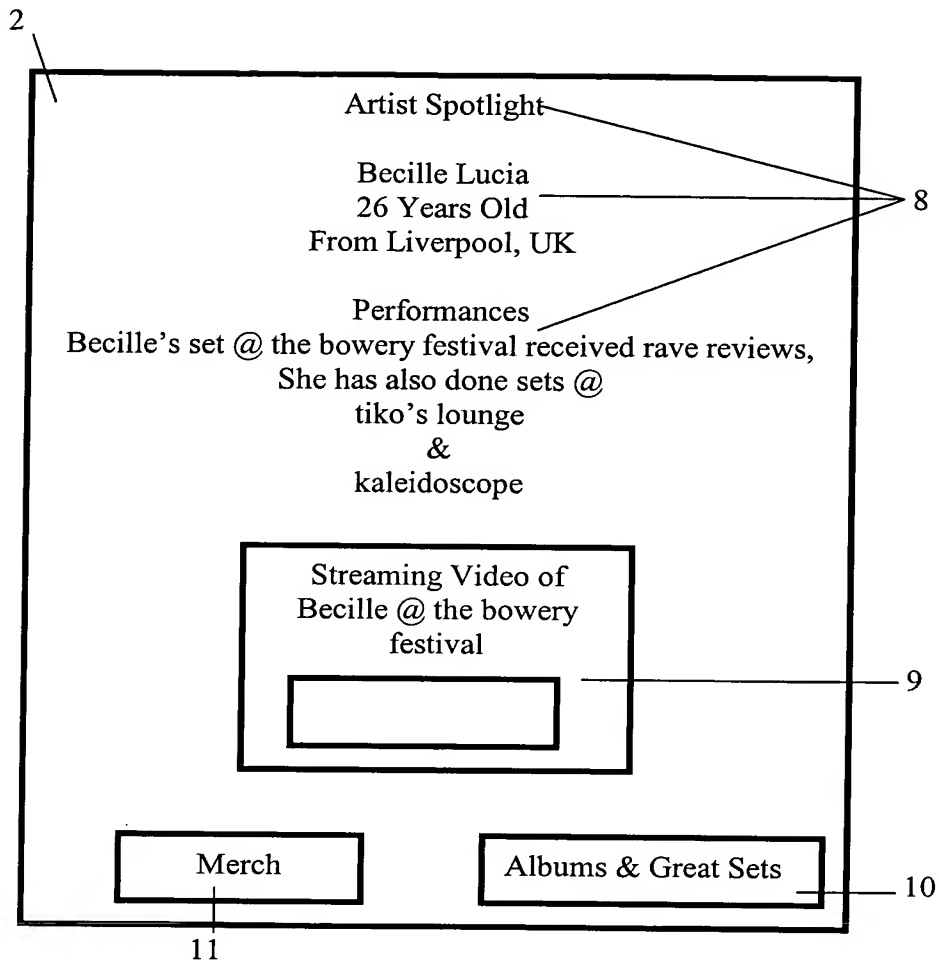 2
Artist Spotlight
Becille Lucia
26 Years Old
From Liverpool, UK
8
Performances
Becille's set @ the bowery festival received rave reviews,
She has also done sets @
tiko's lounge
&
kaleidoscope
Streaming Video of
Becille @ the bowery
festival
9
Merch
Albums & Great Sets
10
11